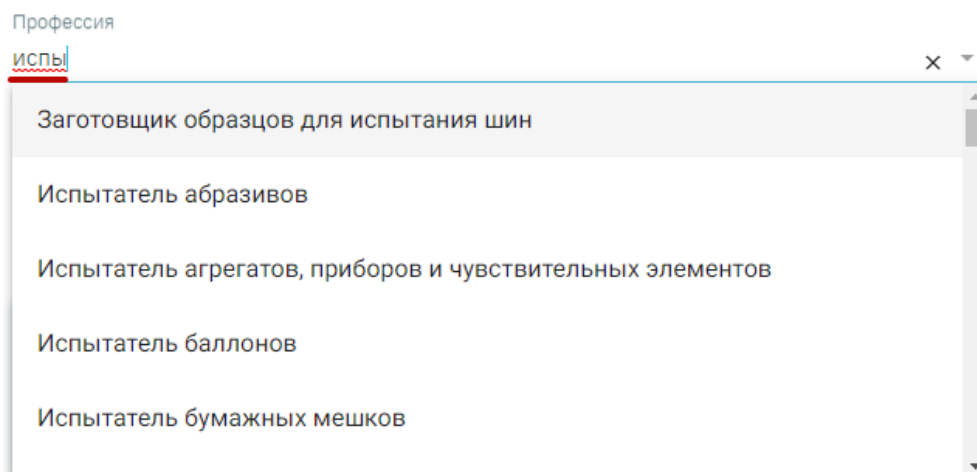 Профессия
испы
Заготовщик образцов для испытания шин
Испытатель абразивов
Испытатель агрегатов, приборов и чувствительных элементов
Испытатель баллонов
Испытатель бумажных мешков